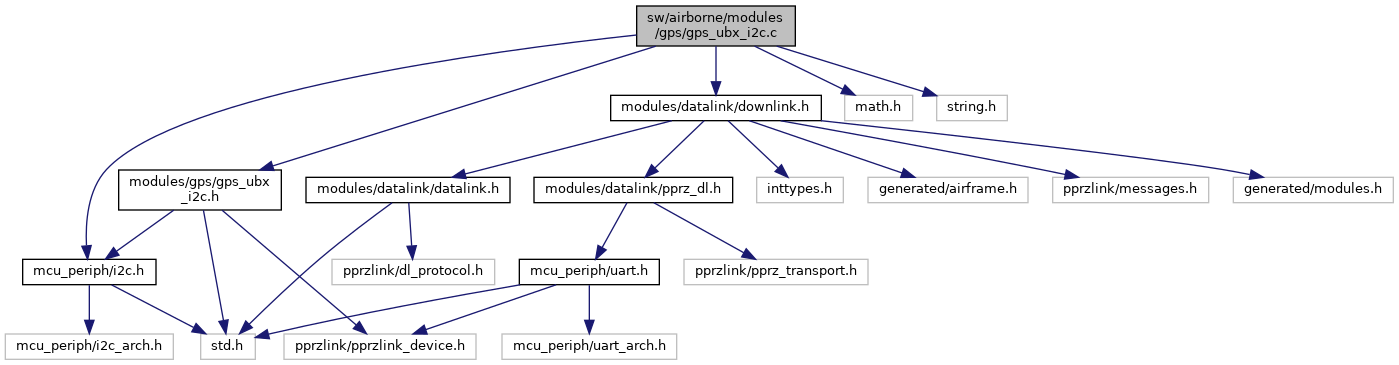 sw/airborne/modules
/gps/gps_ubx_i2c.c
modules/datalink/downlink.h
math.h
string.h
modules/gps/gps_ubx
_i2c.h
modules/datalink/datalink.h
modules/datalink/pprz_dl.h
inttypes.h
generated/airframe.h
pprzlink/messages.h
generated/modules.h
mcu_periph/i2c.h
pprzlink/dl_protocol.h
mcu_periph/uart.h
pprzlink/pprz_transport.h
mcu_periph/i2c_arch.h
std.h
pprzlink/pprzlink_device.h
mcu_periph/uart_arch.h